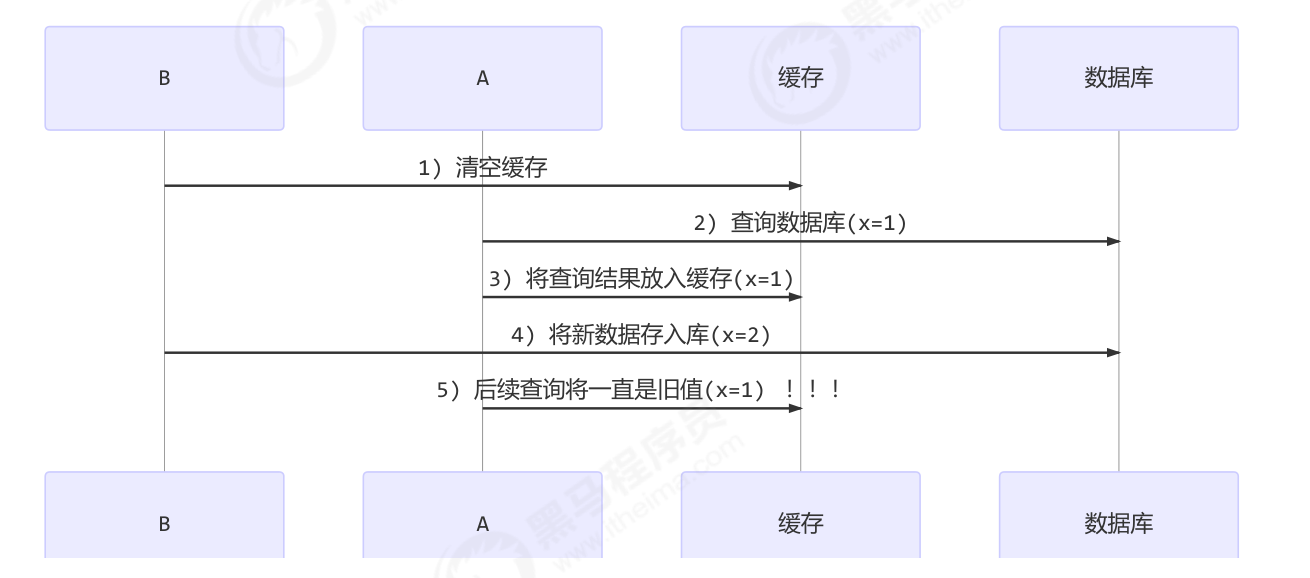 B
A
缓存
数据库
1) 清空缓存
2) 查询数据库(x=1)
3) 将查询结果放入缓存(x=1)
4) 将新数据存入库(x=2)
5) 后续查询将一直是旧值(x=1) ！！！
B
A
缓存
数据库
黑马程序员
www.itheima.com